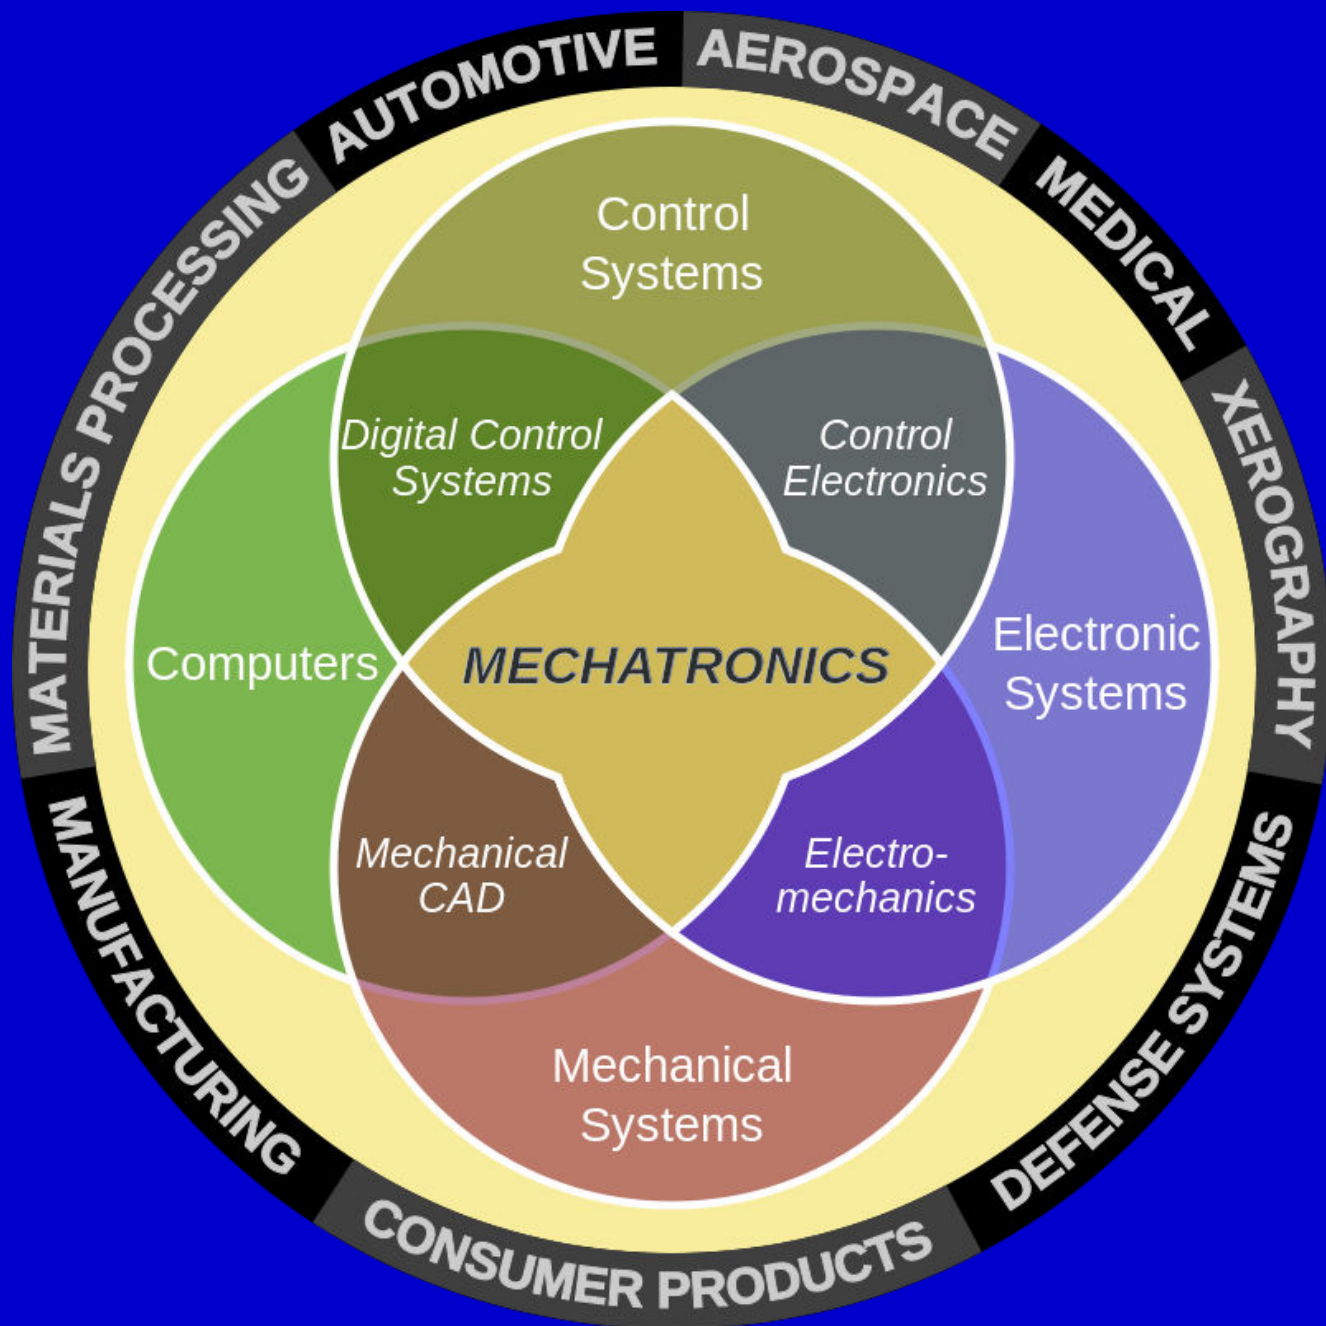 AUTOMOTIVE
AEROSPACE
MEDICAL
XEROGRAPHY
DEFENSE SYSTEMS
CONSUMER PRODUCTS
MANUFACTURING
MATERIALS PROCESSING
Control
Systems
Digital Control
Systems
Control
Electronics
Computers
MECHATRONICS
Electronic
Systems
Mechanical
CAD
Electro-
mechanics
Mechanical
Systems